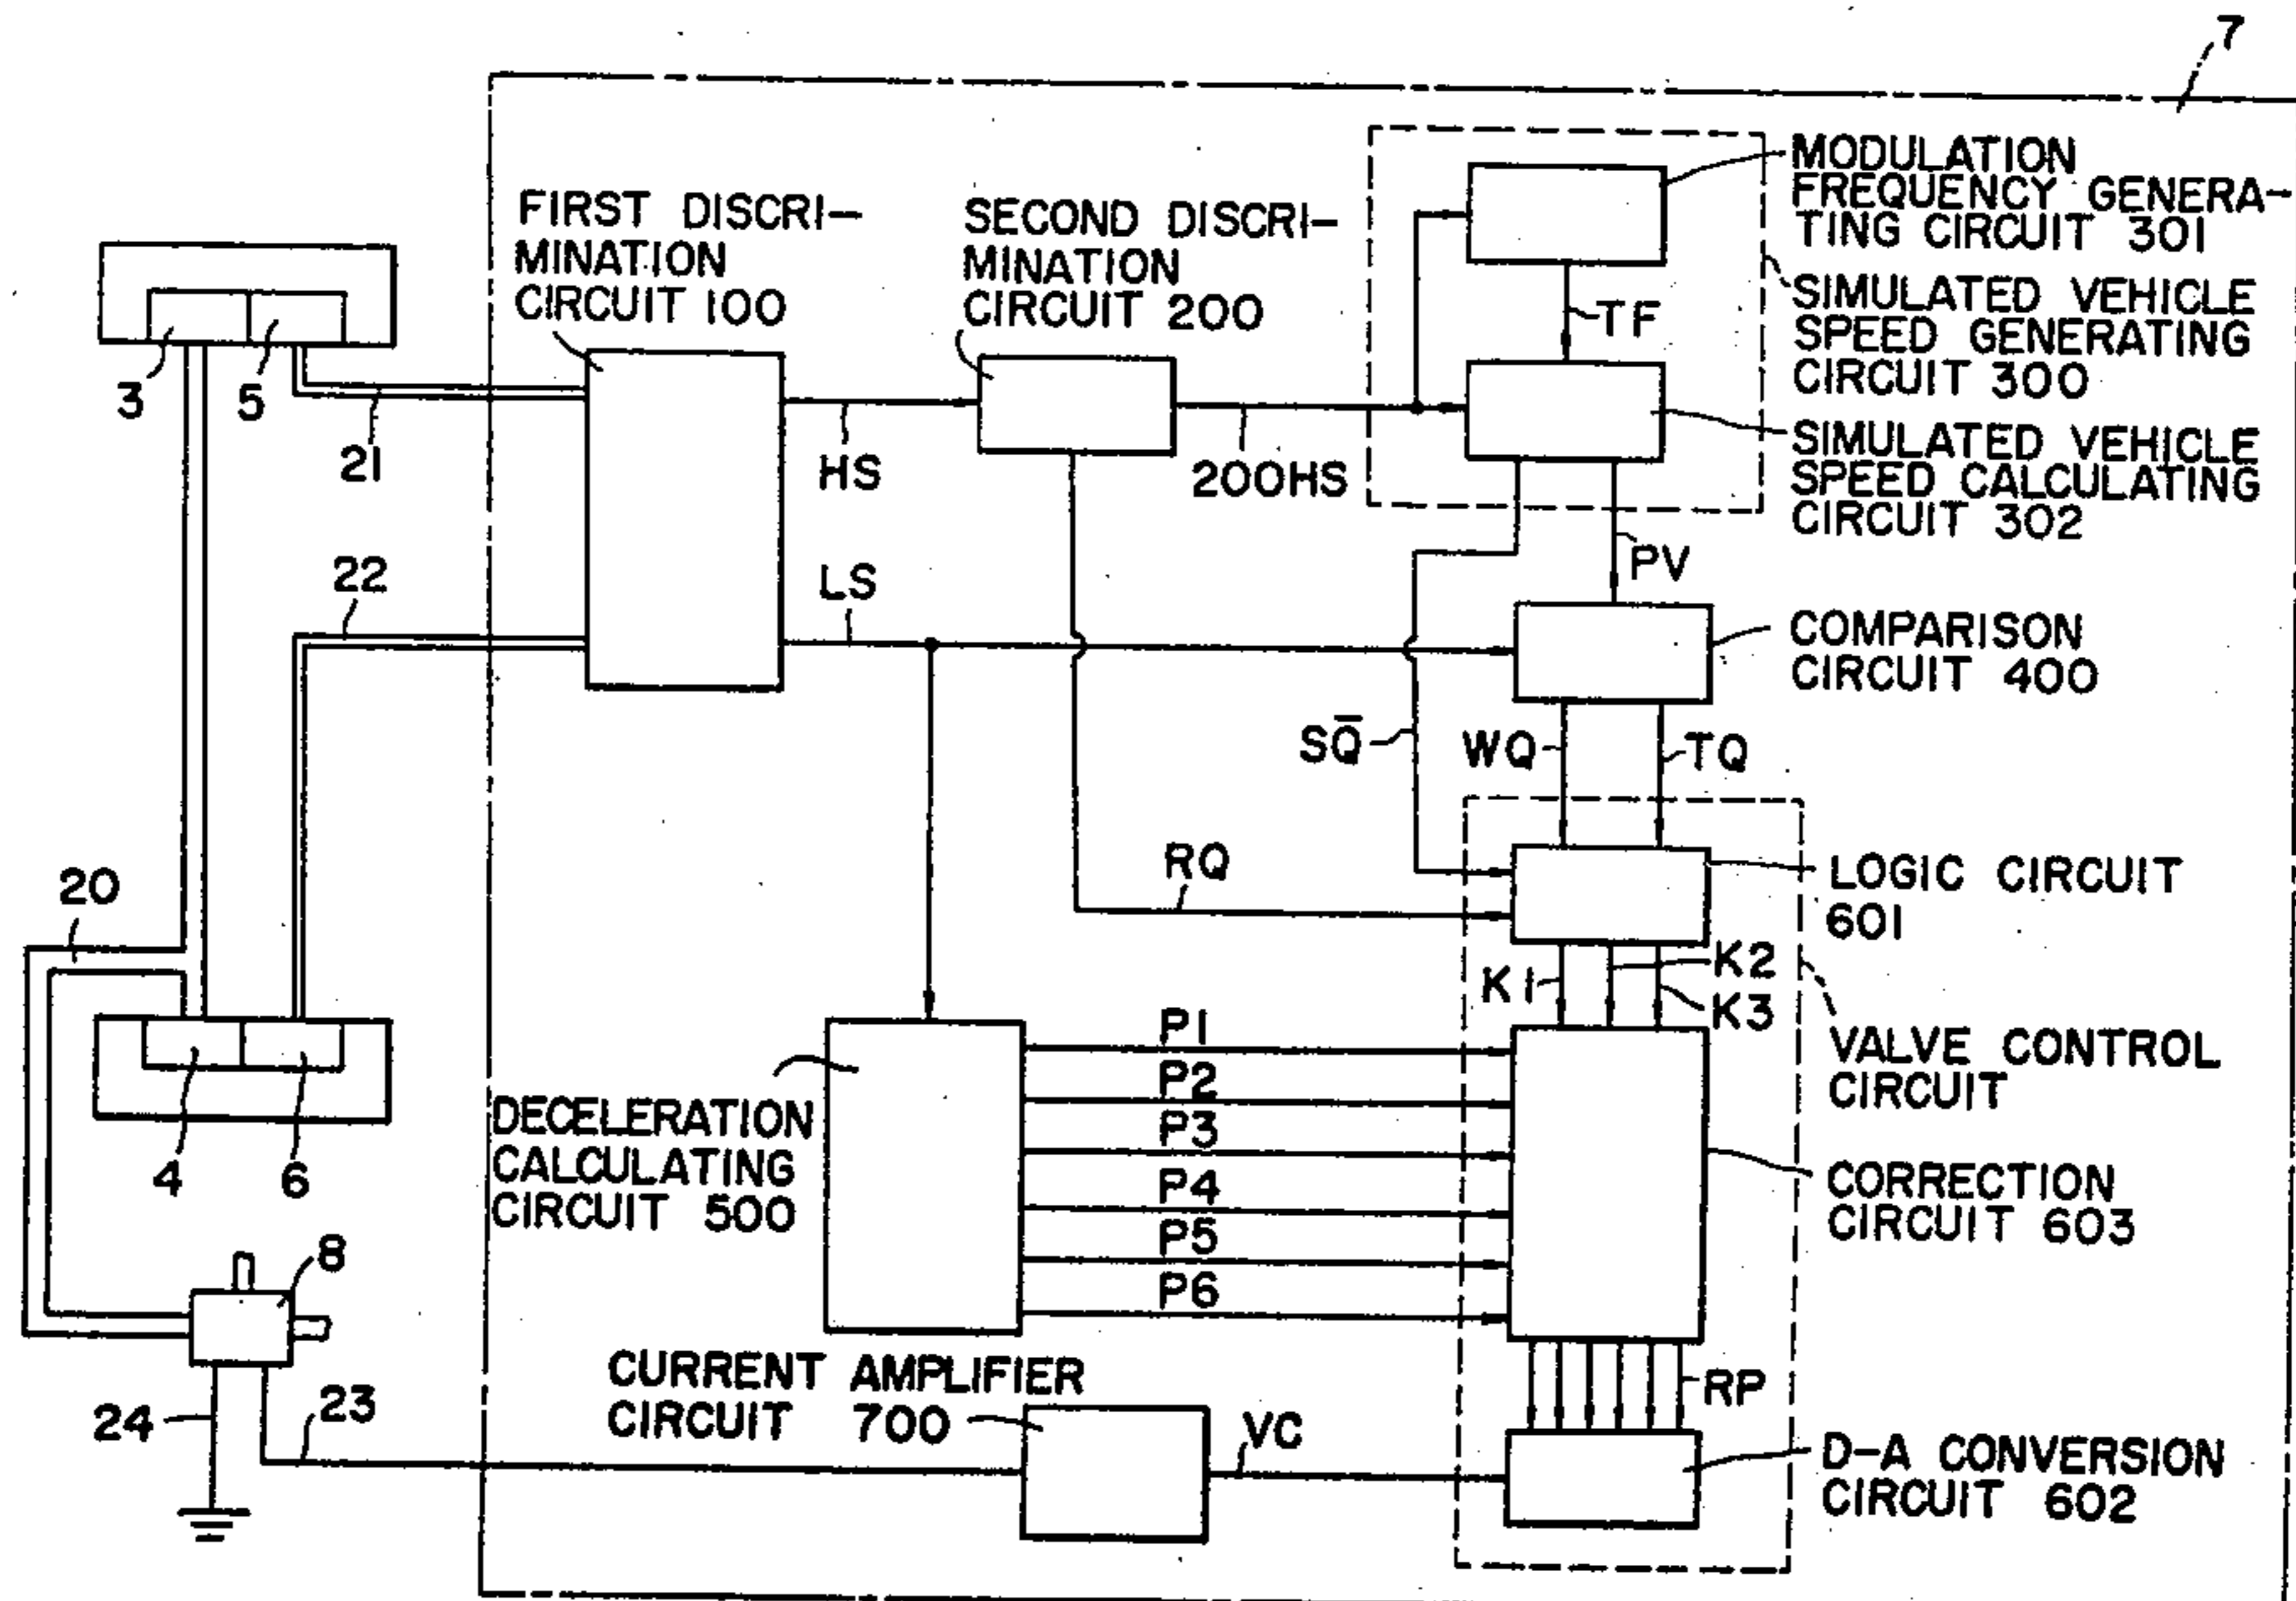 7
FIRST DISCRI-
MINATION
CIRCUIT 100
SECOND DISCRI-
MINATION
CIRCUIT 200
MODULATION
FREQUENCY GENERA-
TING CIRCUIT 301
SIMULATED VEHICLE
SPEED GENERATING
CIRCUIT 300
SIMULATED VEHICLE
SPEED CALCULATING
CIRCUIT 302
TF
3
5
21
HS
200HS
PV
22
LS
COMPARISON
CIRCUIT 400
SQ̅
WQ
TQ
20
RQ
LOGIC CIRCUIT
601
K1
K2
K3
VALVE CONTROL
CIRCUIT
P1
P2
P3
P4
P5
P6
4
6
DECELERATION
CALCULATING
CIRCUIT 500
CORRECTION
CIRCUIT 603
8
24
23
CURRENT AMPLIFIER
CIRCUIT 700
VC
RP
D-A CONVERSION
CIRCUIT 602